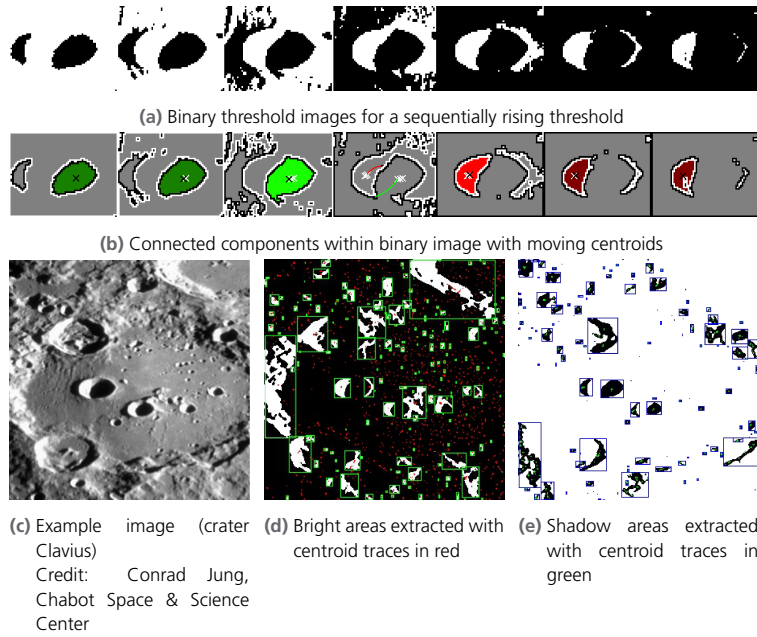 (a) Binary threshold images for a sequentially rising threshold
(b) Connected components within binary image with moving centroids
(c) Example image (crater
Clavius)
Credit: Conrad Jung,
Chabot Space & Science
Center
(d) Bright areas extracted with
centroid traces in red
(e) Shadow areas extracted
with centroid traces in
green